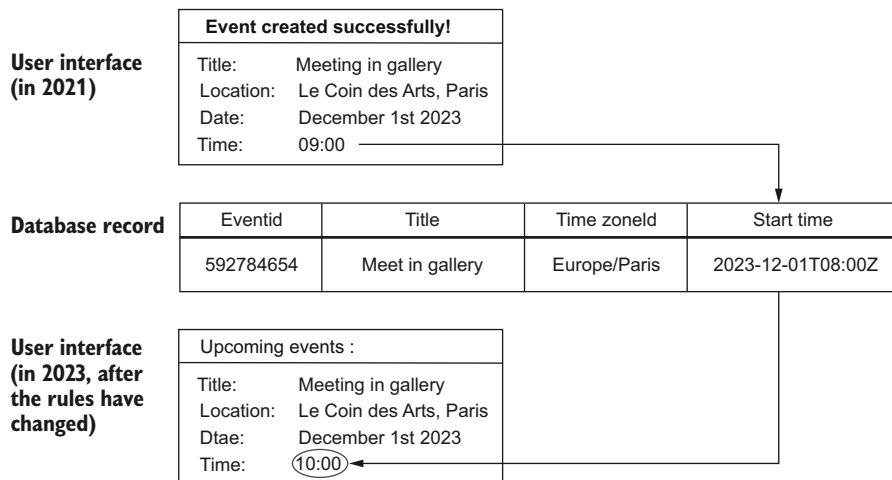 Event created successfully!
User interface
(in 2021)
Title: Meeting in gallery
Location: Le Coin des Arts, Paris
Date: December 1st 2023
Time: 09:00
Database record
Eventid Title Time zoneId Start time
592784654 Meet in gallery Europe/Paris 2023-12-01T08:00Z
User interface
(in 2023, after
the rules have
changed)
Upcoming events :
Title: Meeting in gallery
Location: Le Coin des Arts, Paris
Dtae: December 1st 2023
Time: 10:00